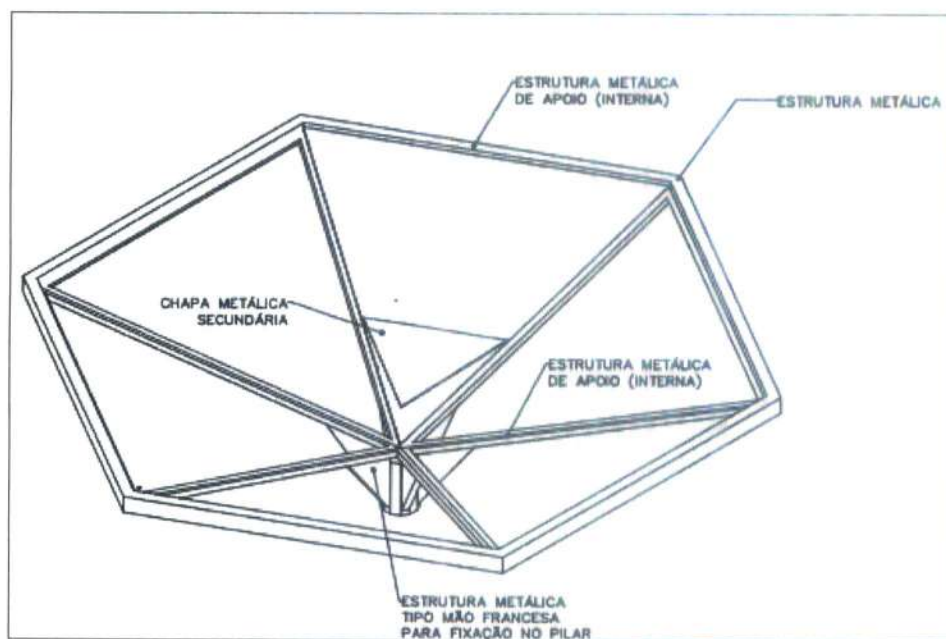 ESTRUTURA METÁLICA
DE APOIO (INTERNA)
ESTRUTURA METÁLICA
CHAPA METÁLICA
SECUNDÁRIA
ESTRUTURA METÁLICA
DE APOIO (INTERNA)
ESTRUTURA METÁLICA
TIPO MÃO FRANCESA
PARA FIXAÇÃO NO PILAR